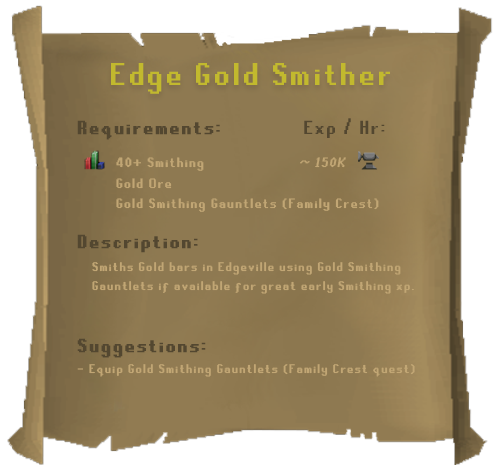 Edge Gold Smither
Requirements: Exp / Hr:
40+ Smithing ~ 150K
Gold Ore
Gold Smithing Gauntlets (Family Crest)
Description:
Smiths Gold bars in Edgeville using Gold Smithing
Gauntlets if available for great early Smithing xp.
Suggestions:
- Equip Gold Smithing Gauntlets (Family Crest quest)